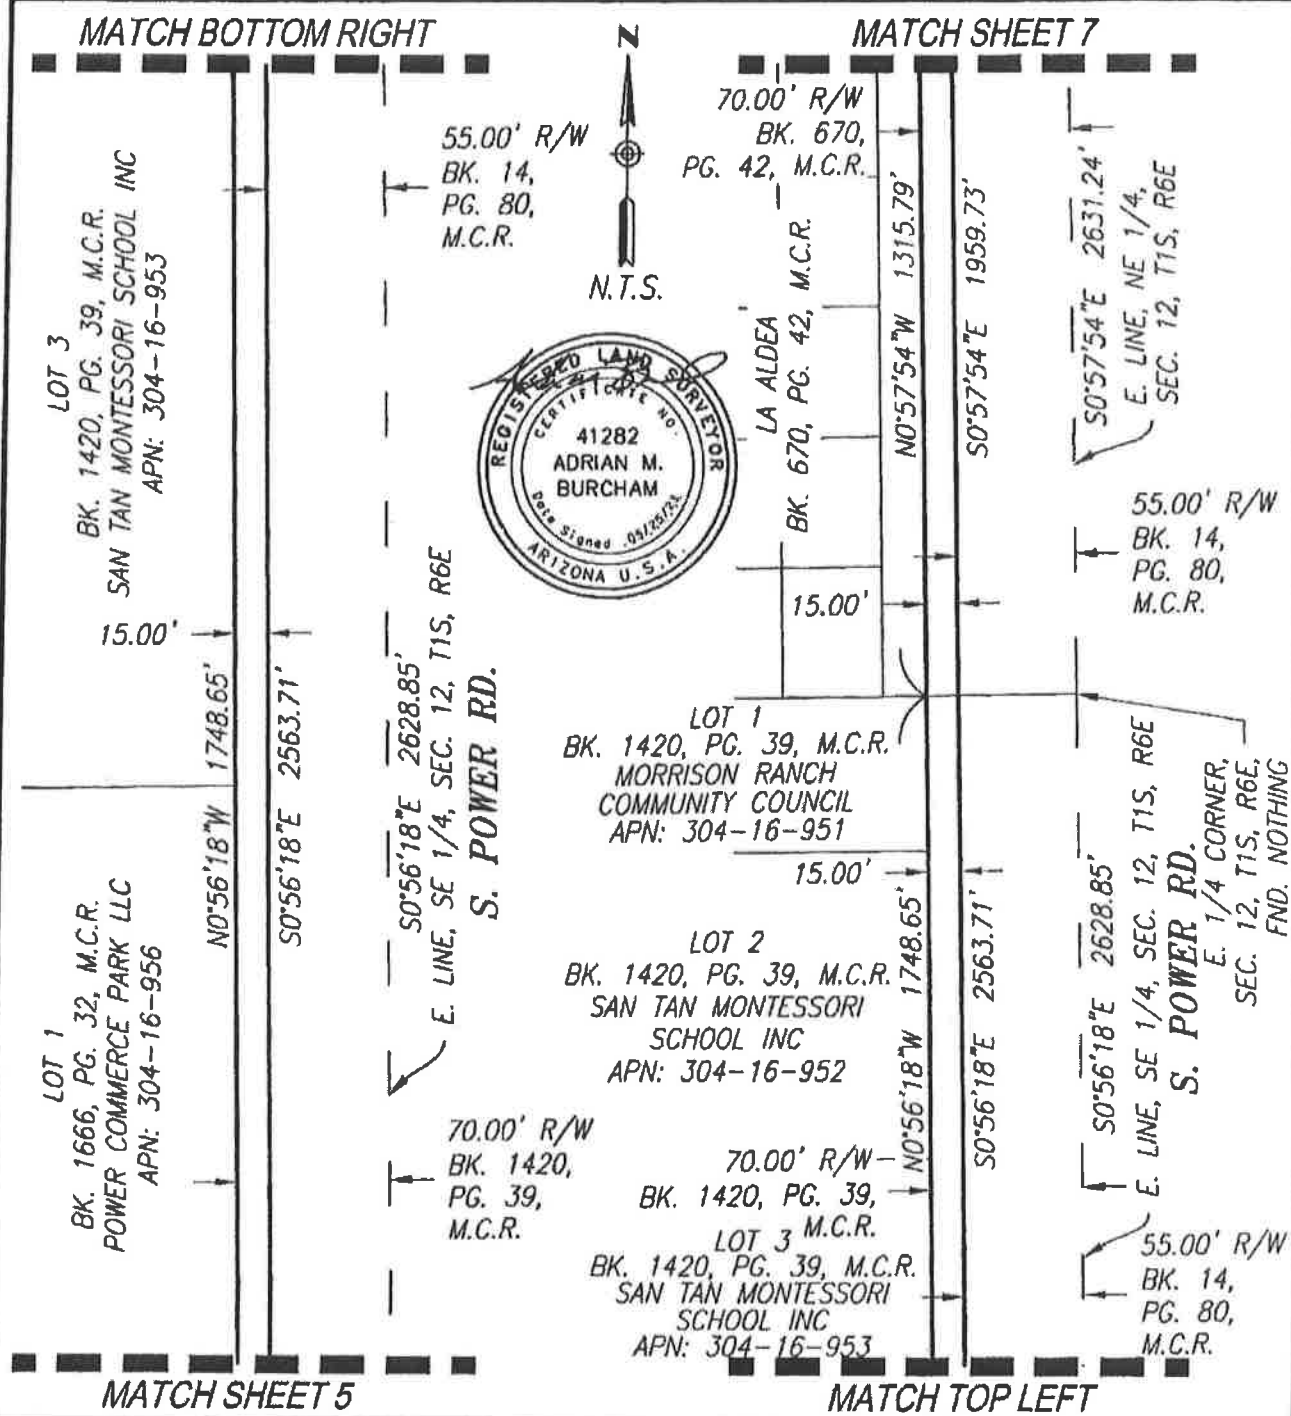 MATCH BOTTOM RIGHT
N
MATCH SHEET 7
55.00' R/W
BK. 14,
PG. 80,
M.C.R.
N.T.S.
LOT 3
BK. 1420, PG. 39, M.C.R.
SAN TAN MONTESSORI SCHOOL INC
APN: 304-16-953
15.00'
N0°56'18"W 1748.65'
S0°56'18"E 2563.71'
S0°56'18"E 2628.85'
E. LINE, SE 1/4, SEC. 12, T1S, R6E
S. POWER RD.
LOT 1
BK. 1666, PG. 32, M.C.R.
POWER COMMERCE PARK LLC
APN: 304-16-956
70.00' R/W
BK. 1420,
PG. 39,
M.C.R.
MATCH SHEET 5
REGISTERED LAND SURVEYOR
CERTIFICATE NO.
41282
ADRIAN M.
BURCHAM
Date Signed
ARIZONA U.S.A.
70.00' R/W
BK. 670,
PG. 42, M.C.R.
LA ALDEA
BK. 670, PG. 42, M.C.R.
N0°57'54"W 1315.79'
S0°57'54"E 1959.73'
S0°57'54"E 2631.24'
E. LINE, NE 1/4,
SEC. 12, T1S, R6E
55.00' R/W
BK. 14,
PG. 80,
M.C.R.
15.00'
LOT 1
BK. 1420, PG. 39, M.C.R.
MORRISON RANCH
COMMUNITY COUNCIL
APN: 304-16-951
15.00'
LOT 2
BK. 1420, PG. 39, M.C.R.
SAN TAN MONTESSORI
SCHOOL INC
APN: 304-16-952
N0°56'18"W 1748.65'
S0°56'18"E 2563.71'
S0°56'18"E 2628.85'
E. LINE, SE 1/4, SEC. 12, T1S, R6E
S. POWER RD.
E. 1/4 CORNER,
SEC. 12, T1S, R6E,
FND. NOTHING
70.00' R/W
BK. 1420, PG. 39,
M.C.R.
LOT 3
BK. 1420, PG. 39, M.C.R.
SAN TAN MONTESSORI
SCHOOL INC
APN: 304-16-953
55.00' R/W
BK. 14,
PG. 80,
M.C.R.
MATCH TOP LEFT